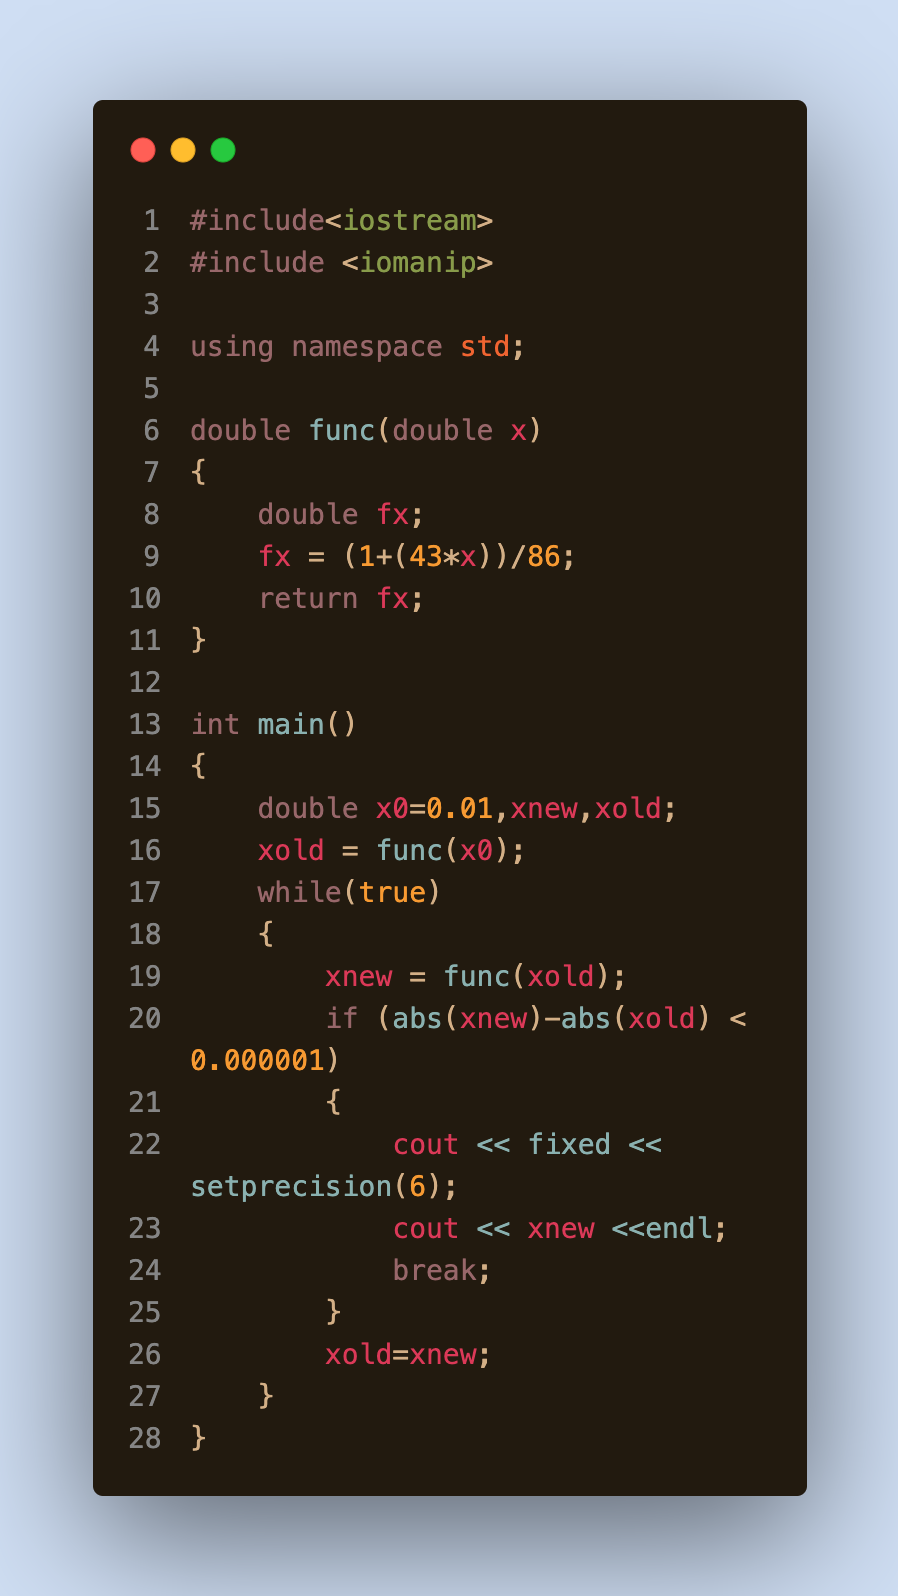 1 #include<iostream>
2 #include <iomanip>
3
4 using namespace std;
5
6 double func(double x)
7 {
8     double fx;
9     fx = (1+(43*x))/86;
10     return fx;
11 }
12
13 int main()
14 {
15     double x0=0.01,xnew,xold;
16     xold = func(x0);
17     while(true)
18     {
19         xnew = func(xold);
20         if (abs(xnew)-abs(xold) <
0.000001)
21         {
22             cout << fixed <<
setprecision(6);
23             cout << xnew <<endl;
24             break;
25         }
26         xold=xnew;
27     }
28 }